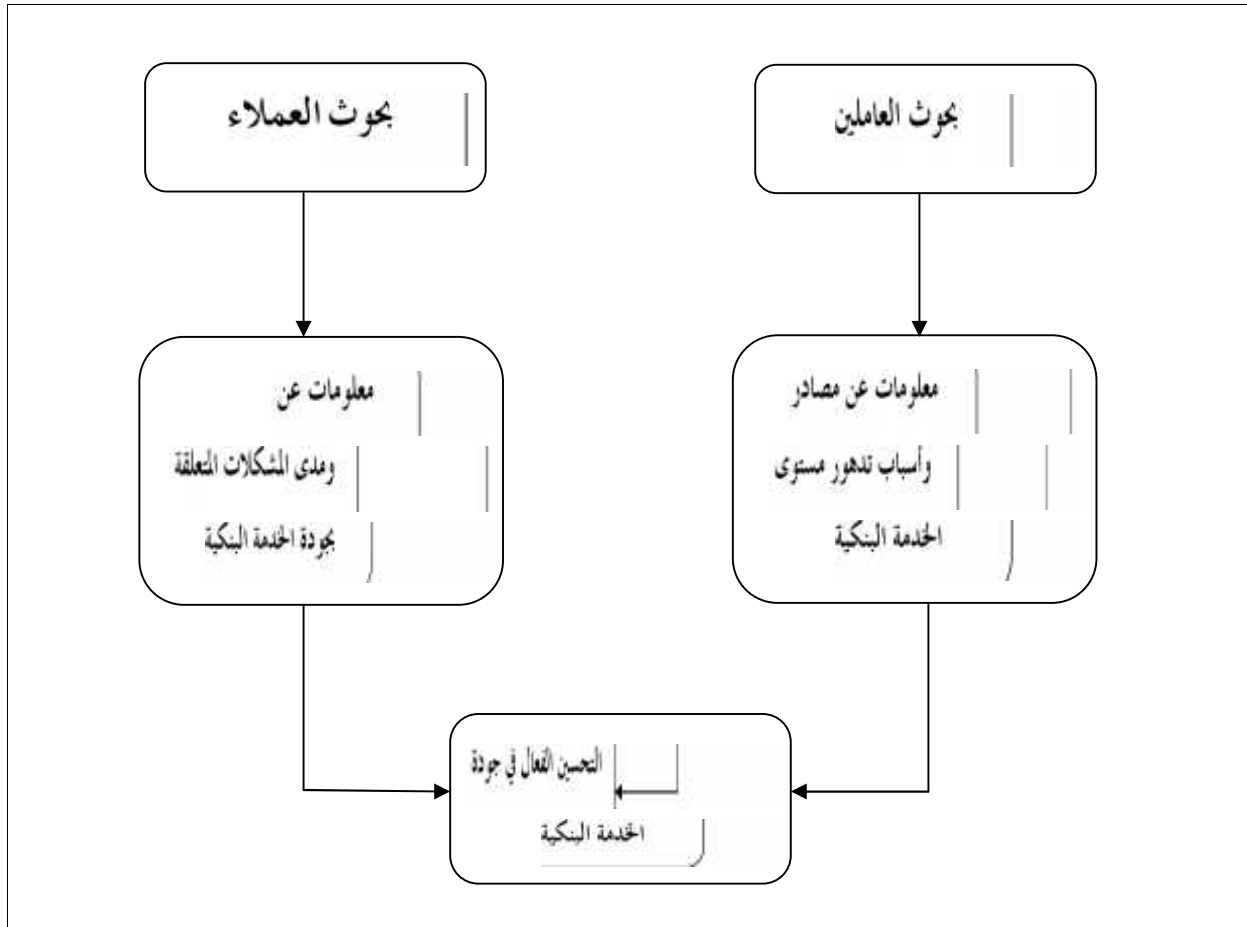 بحوث العاملين
بحوث العملاء
معلومات عن مصادر
وأسباب تدهور مستوى
الخدمة البنكية
معلومات عن
ومدى المشكلات المتعلقة
بجودة الخدمة البنكية
التحسين الفعال في جودة
الخدمة البنكية